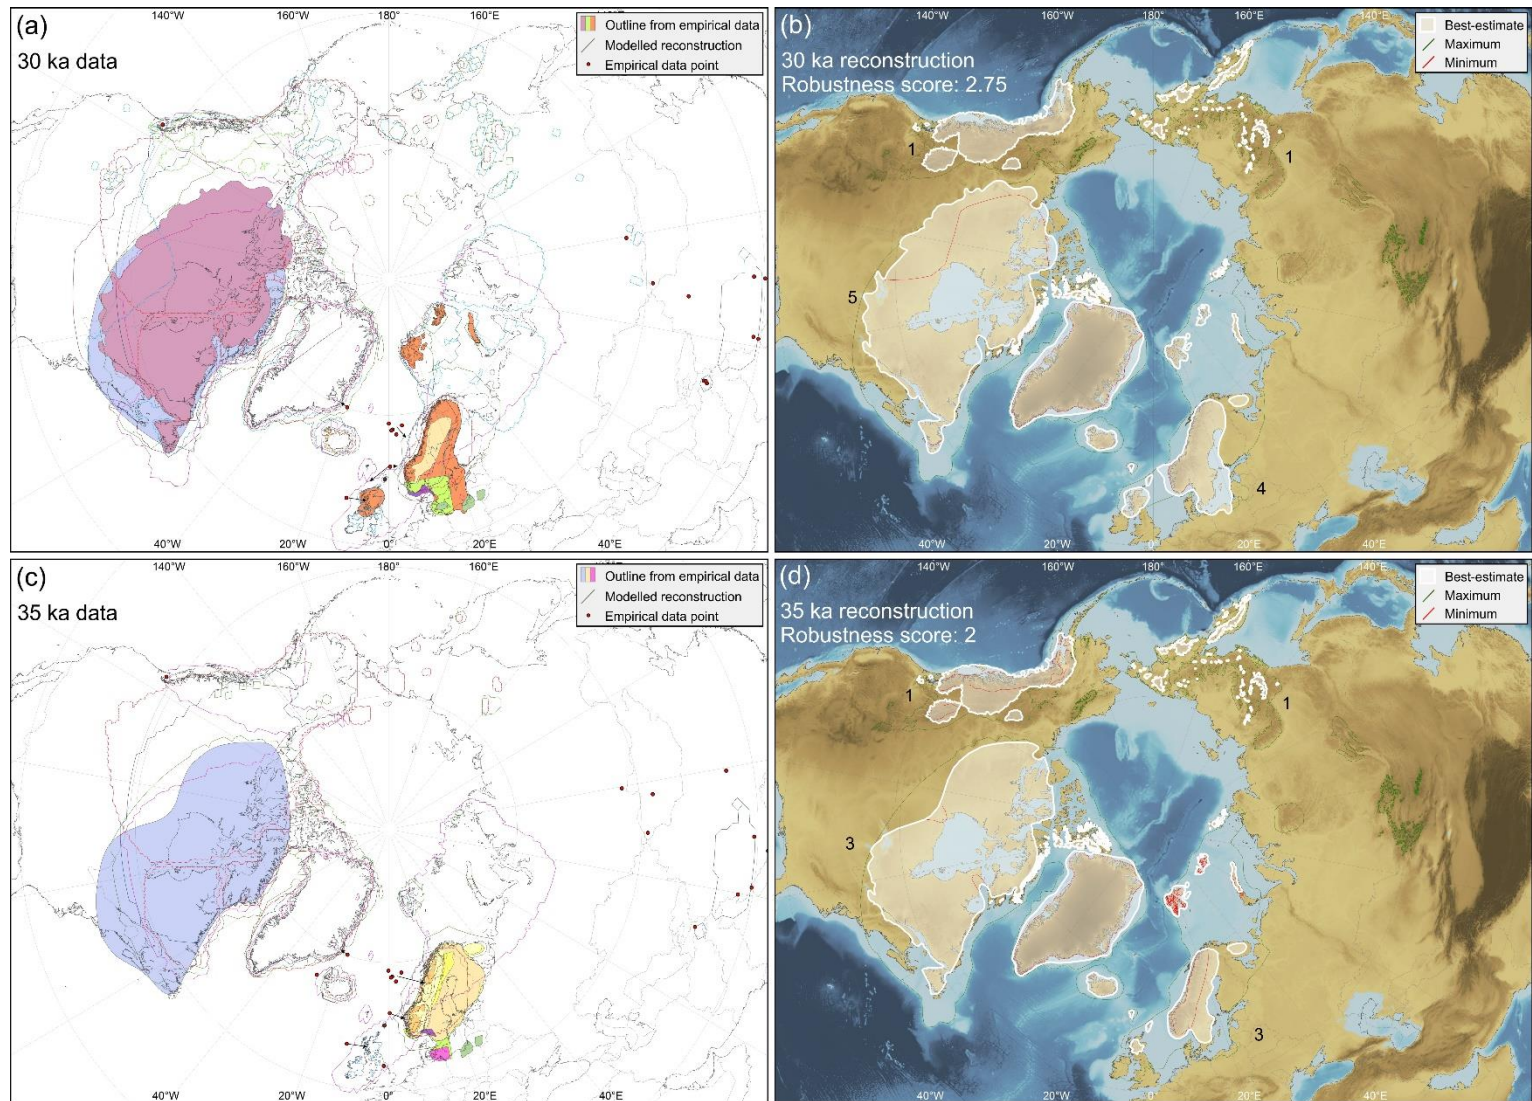 (a)
30 ka data
140°W
160°W
180°
160°E
140°E
Outline from empirical data
Modelled reconstruction
Empirical data point
40°W
20°W
0°
20°E
40°E
(b)
30 ka reconstruction
Robustness score: 2.75
140°W
160°W
180°
160°E
140°E
Best-estimate
Maximum
Minimum
1
1
5
4
40°W
20°W
0°
20°E
40°E
(c)
35 ka data
140°W
160°W
180°
160°E
140°E
Outline from empirical data
Modelled reconstruction
Empirical data point
40°W
20°W
0°
20°E
40°E
(d)
35 ka reconstruction
Robustness score: 2
140°W
160°W
180°
160°E
140°E
Best-estimate
Maximum
Minimum
1
1
3
3
40°W
20°W
0°
20°E
40°E